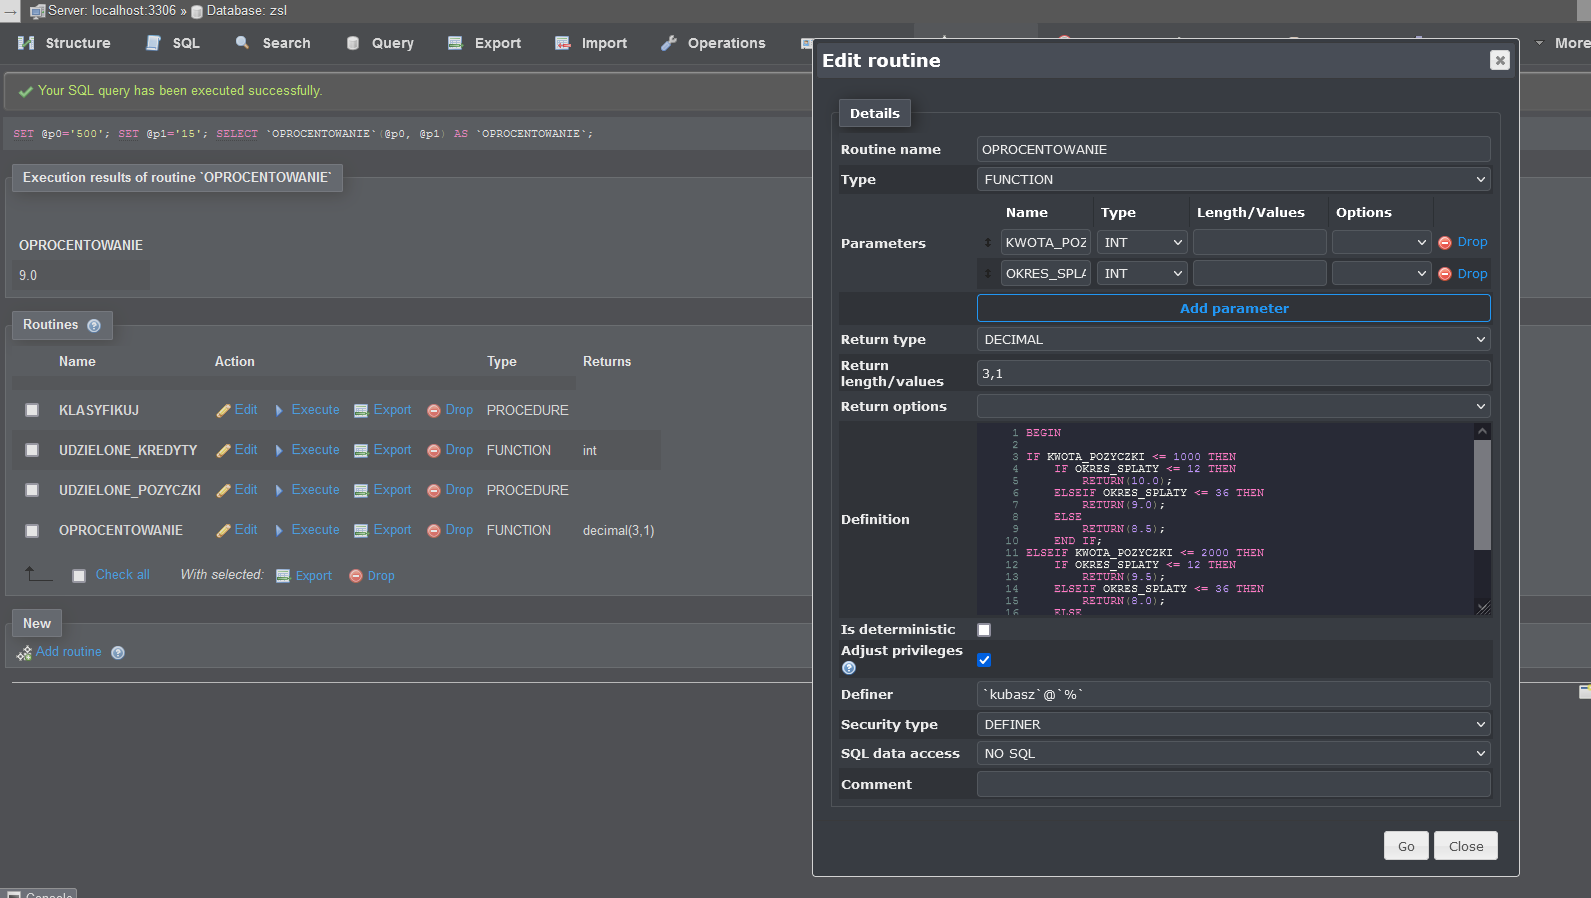 Server: localhost:3306 » Database: zsl
Structure
SQL
Search
Query
Export
Import
Operations
More
Your SQL query has been executed successfully.
SET @p0='500'; SET @p1='15'; SELECT `OPROCENTOWANIE`(@p0, @p1) AS `OPROCENTOWANIE`;
Execution results of routine `OPROCENTOWANIE`
OPROCENTOWANIE
9.0
Routines
Name Action Type Returns
KLASYFIKUJ Edit Execute Export Drop PROCEDURE
UDZIELONE_KREDYTY Edit Execute Export Drop FUNCTION int
UDZIELONE_POZYCZKI Edit Execute Export Drop PROCEDURE
OPROCENTOWANIE Edit Execute Export Drop FUNCTION decimal(3,1)
Check all With selected: Export Drop
New
Add routine
Console
Edit routine
Details
Routine name OPROCENTOWANIE
Type FUNCTION
Name Type Length/Values Options
Parameters KWOTA_POZ INT Drop
OKRES_SPLA INT Drop
Add parameter
Return type DECIMAL
Return
length/values 3,1
Return options
Definition
1 BEGIN
2
3 IF KWOTA_POZYCZKI <= 1000 THEN
4 IF OKRES_SPLATY <= 12 THEN
5 RETURN(10.0);
6 ELSEIF OKRES_SPLATY <= 36 THEN
7 RETURN(9.0);
8 ELSE
9 RETURN(8.5);
10 END IF;
11 ELSEIF KWOTA_POZYCZKI <= 2000 THEN
12 IF OKRES_SPLATY <= 12 THEN
13 RETURN(9.5);
14 ELSEIF OKRES_SPLATY <= 36 THEN
15 RETURN(8.0);
16 ELSE
Is deterministic
Adjust privileges
Definer `kubasz`@`%`
Security type DEFINER
SQL data access NO SQL
Comment
Go
Close